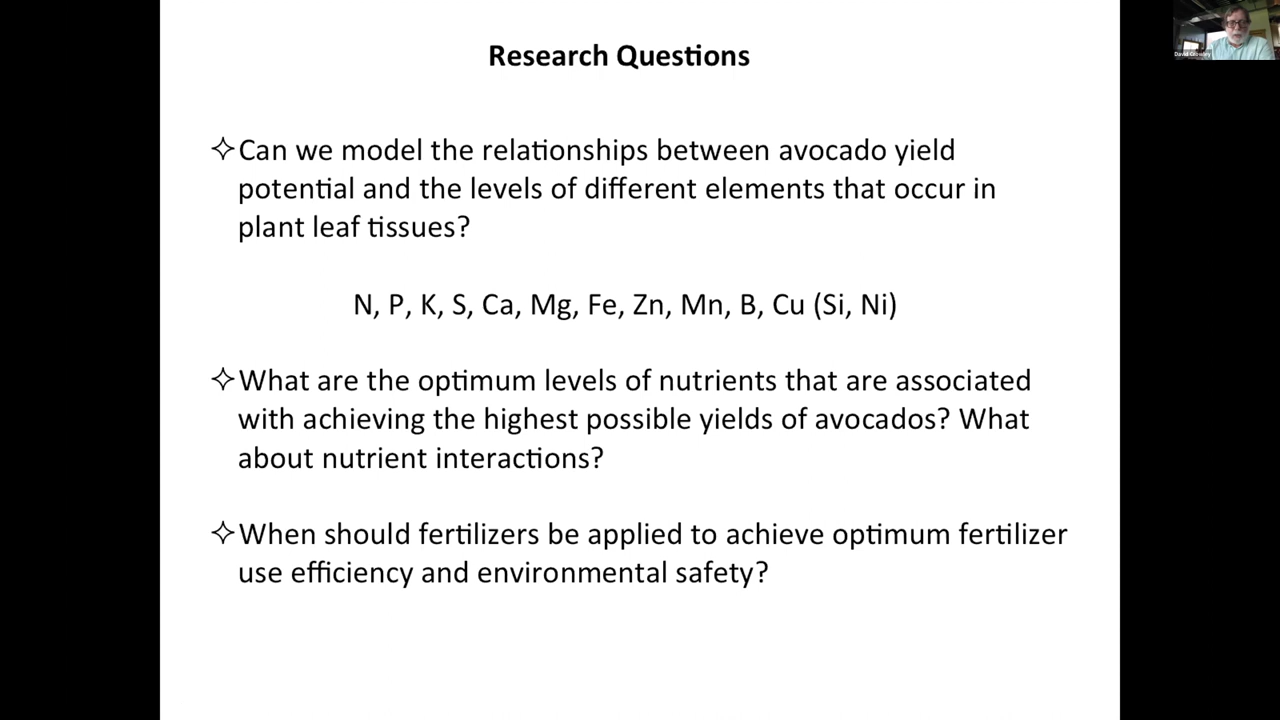 Research Questions
✧Can we model the relationships between avocado yield
potential and the levels of different elements that occur in
plant leaf tissues?
N, P, K, S, Ca, Mg, Fe, Zn, Mn, B, Cu (Si, Ni)
✧What are the optimum levels of nutrients that are associated
with achieving the highest possible yields of avocados? What
about nutrient interactions?
✧When should fertilizers be applied to achieve optimum fertilizer
use efficiency and environmental safety?
David Crowley